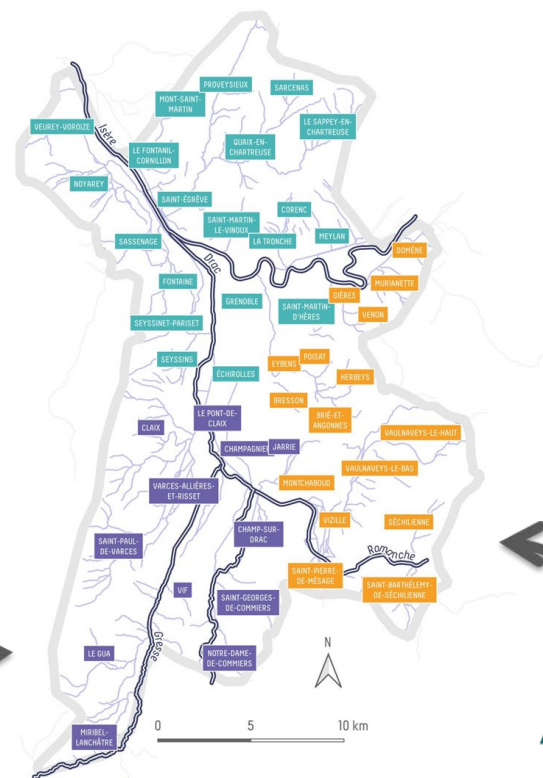 PROVEYSIEUX
SARCENAS
MONT-SAINT-
MARTIN
LE SAPPEY-EN-
CHARTREUSE
VEUREY-VOROIZE
Isère
QUAIX-EN-
CHARTREUSE
LE FONTANIL-
CORNILLON
NOYAREY
SAINT-ÉGRÈVE
CORENC
SAINT-MARTIN-
LE-VINOUX
MEYLAN
SASSENAGE
LA TRONCHE
DOMÈNE
Drac
FONTAINE
MURIANETTE
GIÈRES
GRENOBLE
SAINT-MARTIN-
D'HÈRES
VENON
SEYSSINET-PARISET
SEYSSINS
EYBENS
POISAT
ÉCHIROLLES
HERBEYS
BRESSON
LE PONT-DE-
CLAIX
BRIÉ-ET-
ANGONNES
CLAIX
VAULNAVEYS-LE-HAUT
CHAMPAGNIER
JARRIE
VAULNAVEYS-LE-BAS
VARCES-ALLIÈRES-
ET-RISSET
MONTCHABOUD
CHAMP-SUR-
DRAC
VIZILLE
SÉCHILIENNE
SAINT-PAUL-
DE-VARCES
Romanche
SAINT-PIERRE-
DE-MÉSAGE
VIF
SAINT-GEORGES-
DE-COMMIERS
SAINT-BARTHÉLEMY-
DE-SÉCHILIENNE
Gresse
LE GUA
NOTRE-DAME-
DE-COMMIERS
N
0 5 10 km
MIRIBEL-
LANCHÂTRE